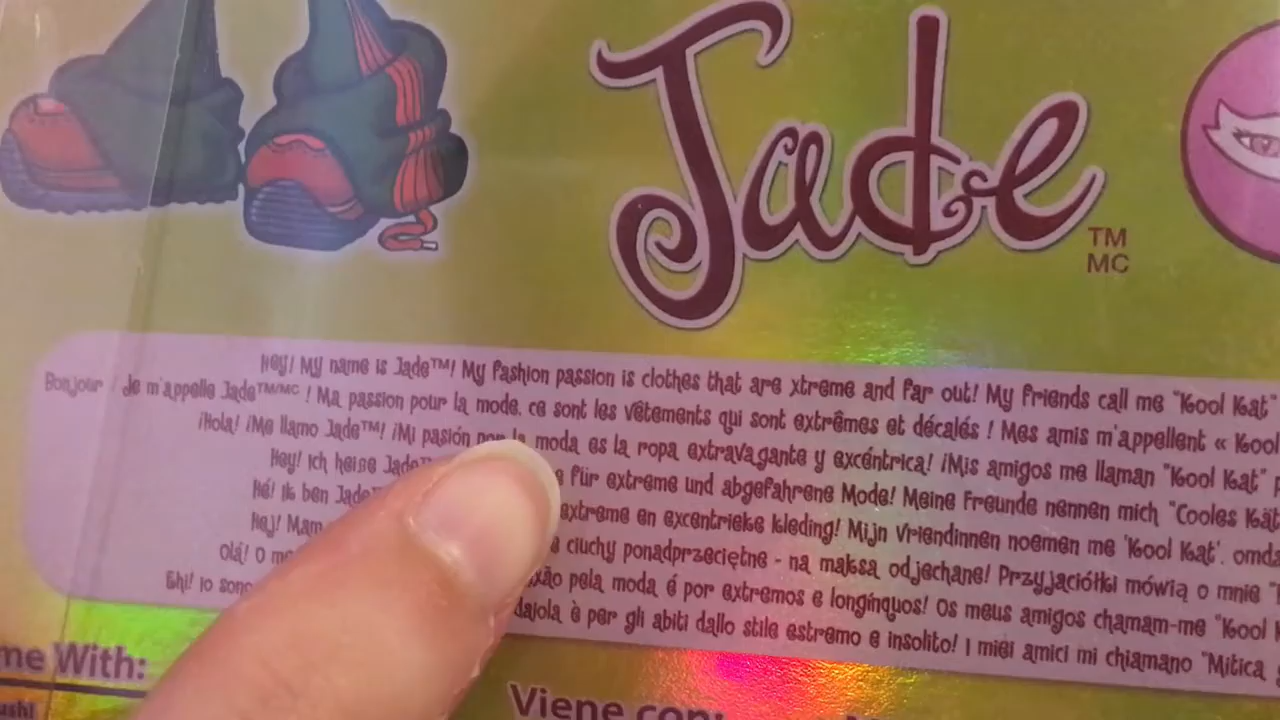 Jade
TM
MC
Hey! My name is Jade™! My fashion passion is clothes that are xtreme and far out! My friends call me "Kool Kat"
Bonjour ! Je m'appelle Jade™/MC ! Ma passion pour la mode, ce sont les vêtements qui sont extrêmes et décalés ! Mes amis m'appellent « Kool
¡Hola! ¡Me llamo Jade™! ¡Mi pasión por la moda es la ropa extravagante y excéntrica! ¡Mis amigos me llaman "Kool Kat"
Hey! Ich heiße Jade für extreme und abgefahrene Mode! Meine Freunde nennen mich "Cooles
Hé! Ik ben Jade extreme en excentrieke kleding! Mijn vriendinnen noemen me 'Kool Kat',
Hej! Mam ciuchy ponadprzeciętne - na maksa odjechane! Przyjaciółki mówią o mnie
Olá! O pela moda é por extremos e longínquos! Os meus amigos chamam-me "Kool
Ehi! Io sono è per gli abiti dallo stile estremo e insolito! I miei amici mi chiamano "Mitica
With:
Viene con: